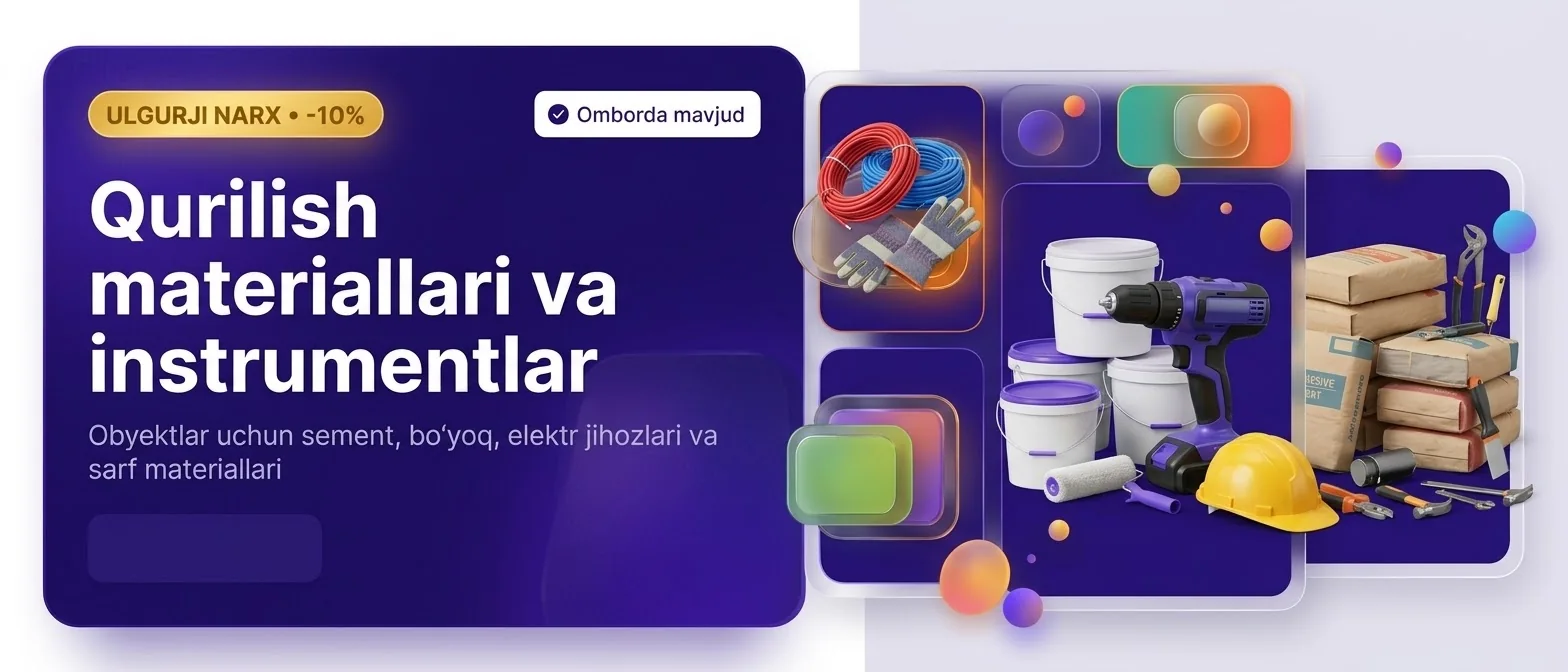 ULGURJI NARX • -10%
Omborda mavjud
Qurilish
materiallari va
instrumentlar
Obyektlar uchun sement, bo‘yoq, elektr jihozlari va
sarf materiallari